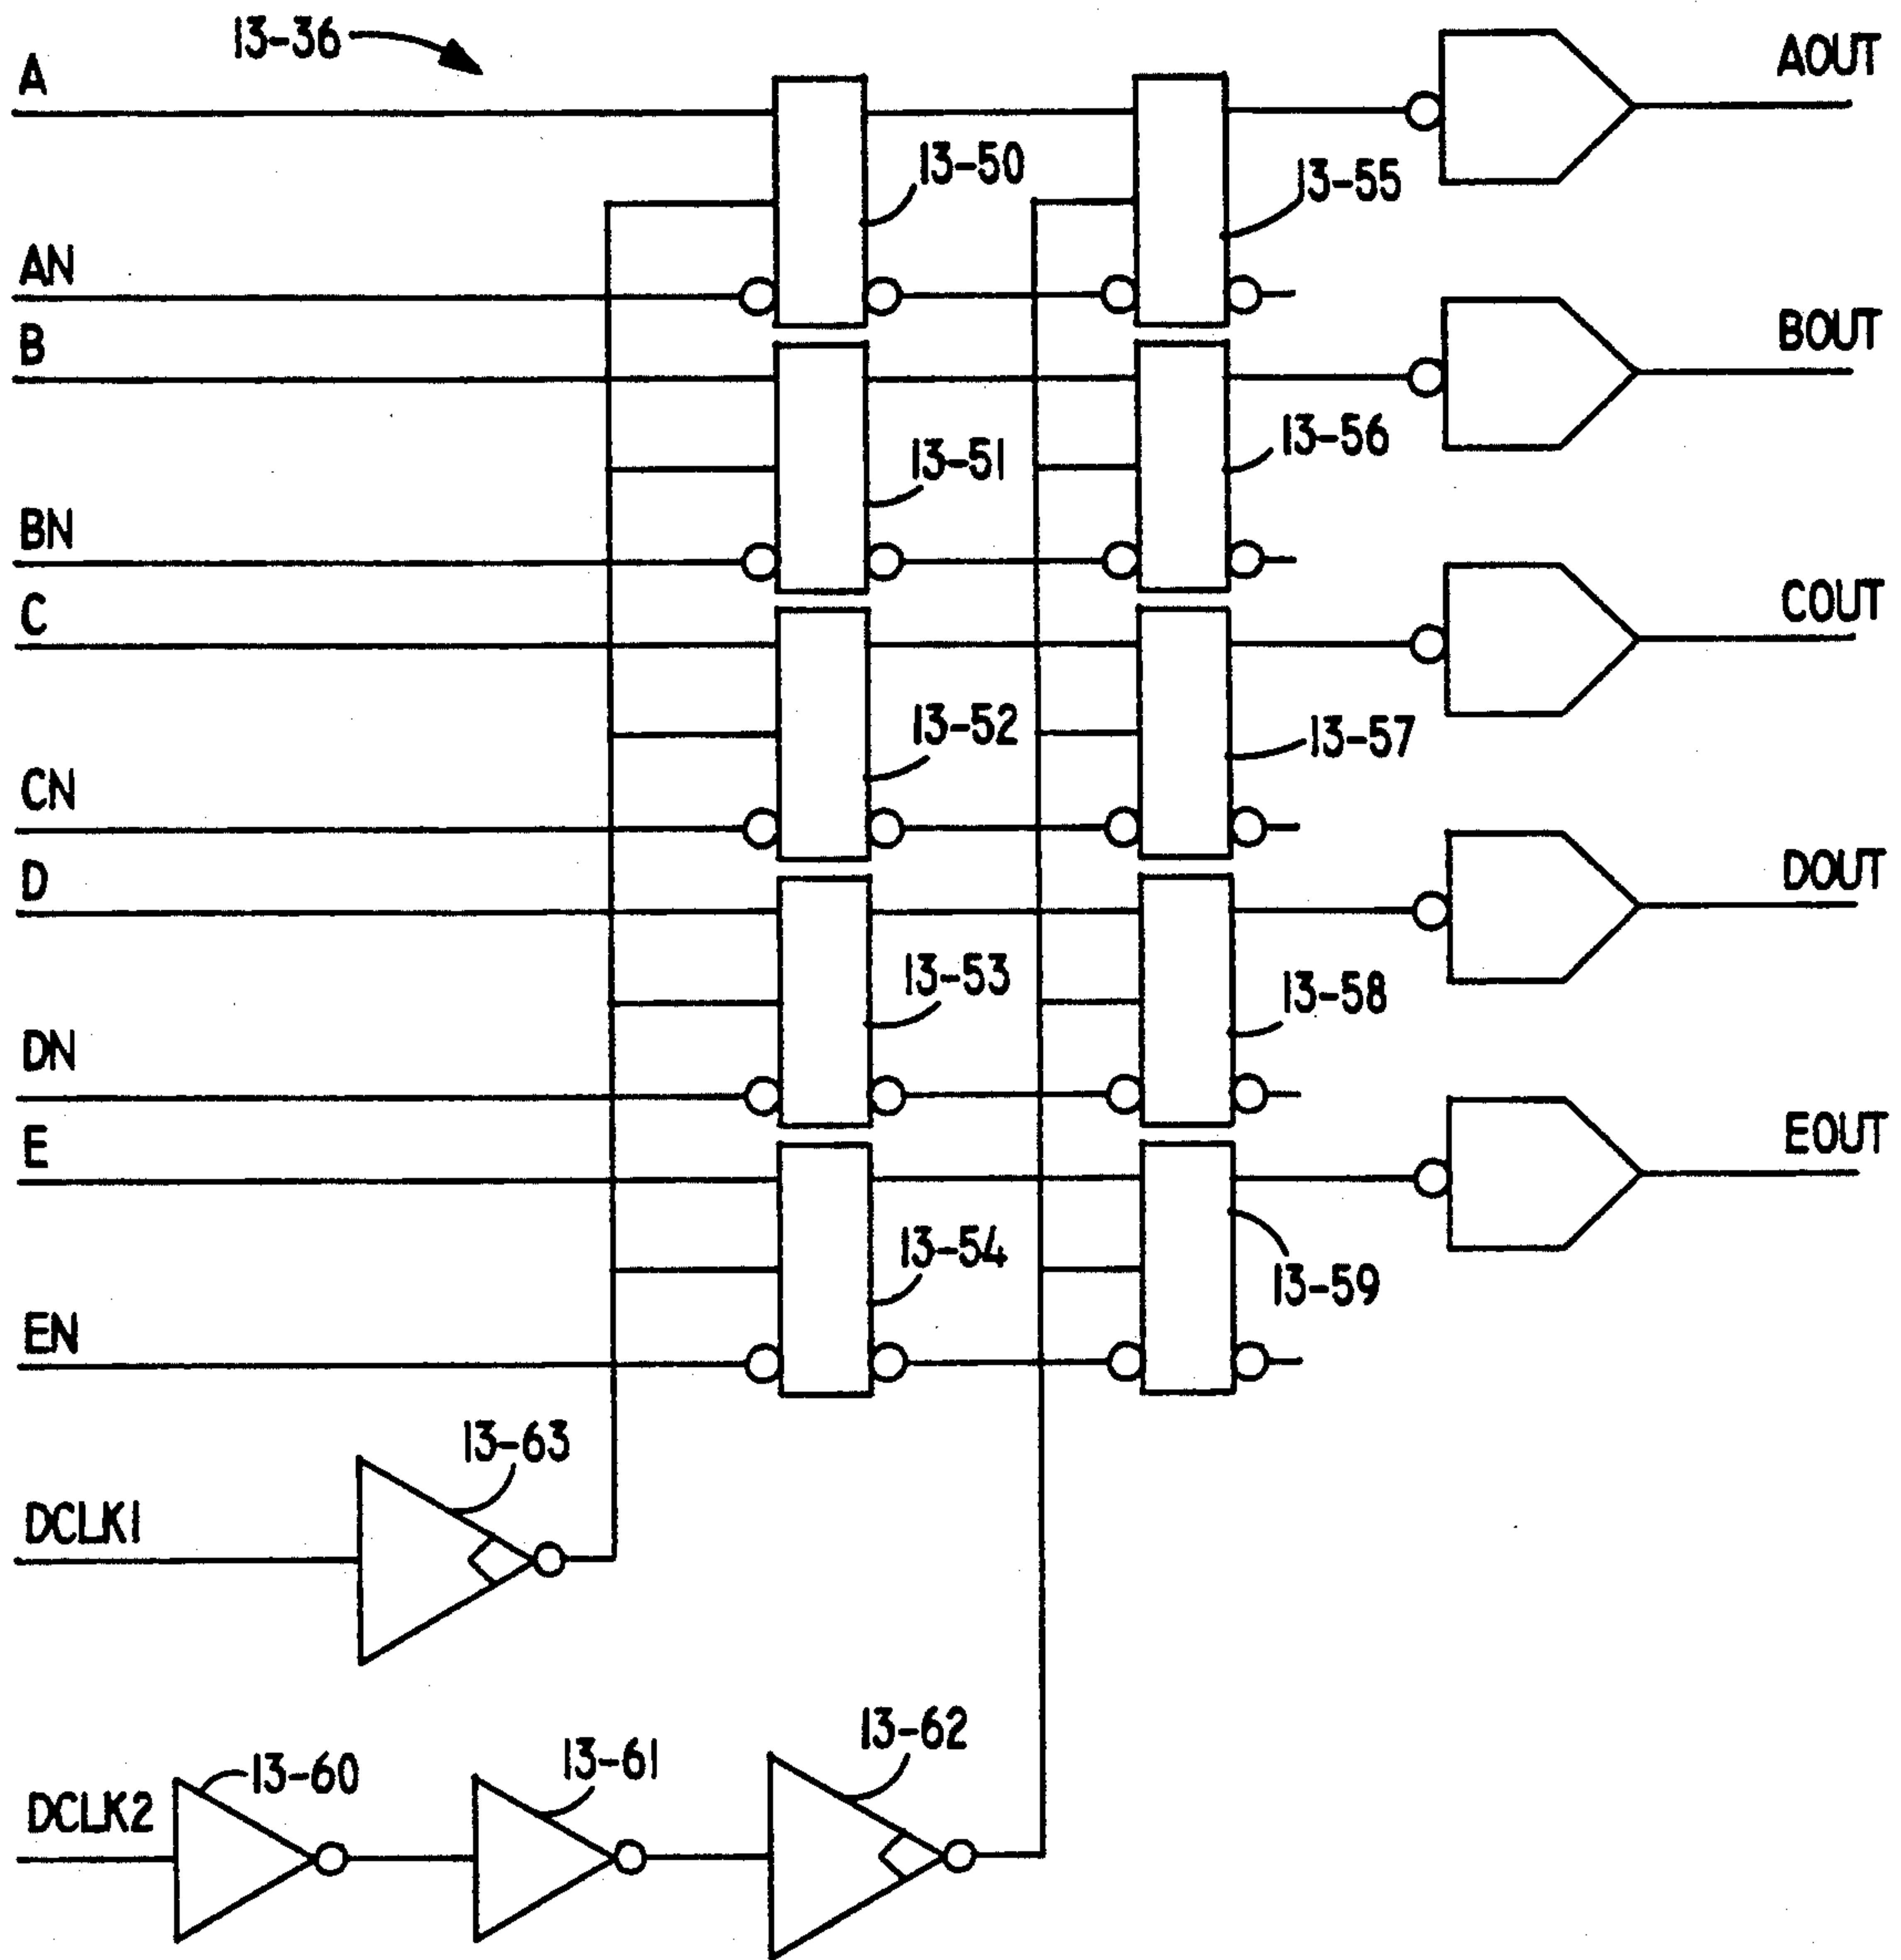 13-36
A
AOUT
13-50
13-55
AN
B
BOUT
13-51
13-56
BN
C
COUT
13-52
13-57
CN
D
DOUT
13-53
13-58
DN
E
EOUT
13-54
13-59
EN
13-63
DCLK1
13-62
13-61
13-60
DCLK2